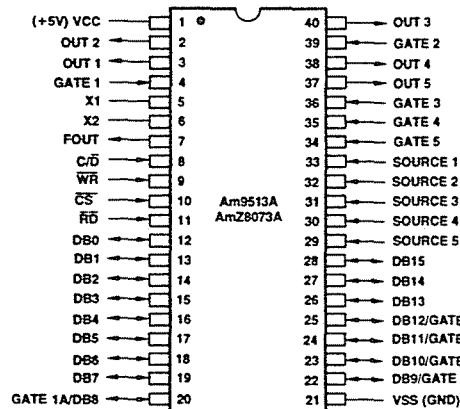 (+5V) VCC 1 40 OUT 3
OUT 2 2 39 GATE 2
OUT 1 3 38 OUT 4
GATE 1 4 37 OUT 5
X1 5 36 GATE 3
X2 6 35 GATE 4
FOUT 7 34 GATE 5
C/D̅ 8 33 SOURCE 1
W̅R̅ 9 32 SOURCE 2
C̅S̅ 10 Am9513A 31 SOURCE 3
R̅D̅ 11 AmZ8073A 30 SOURCE 4
DB0 12 29 SOURCE 5
DB1 13 28 DB15
DB2 14 27 DB14
DB3 15 26 DB13
DB4 16 25 DB12/GATE
DB5 17 24 DB11/GATE
DB6 18 23 DB10/GATE
DB7 19 22 DB9/GATE
GATE 1A/DB8 20 21 VSS (GND)